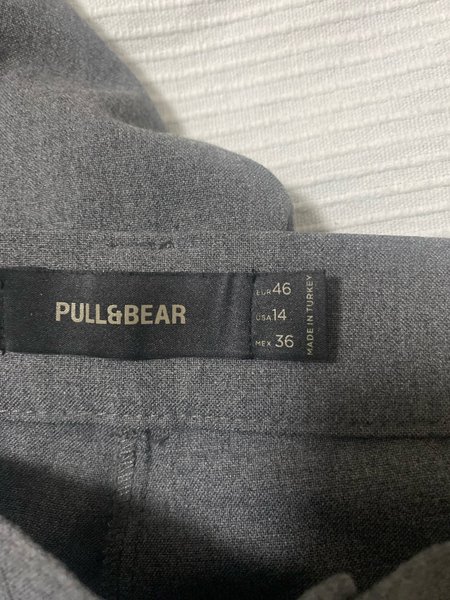 PULL&BEAR
EUR 46
USA 14
MEX 36
MADE IN TURKEY